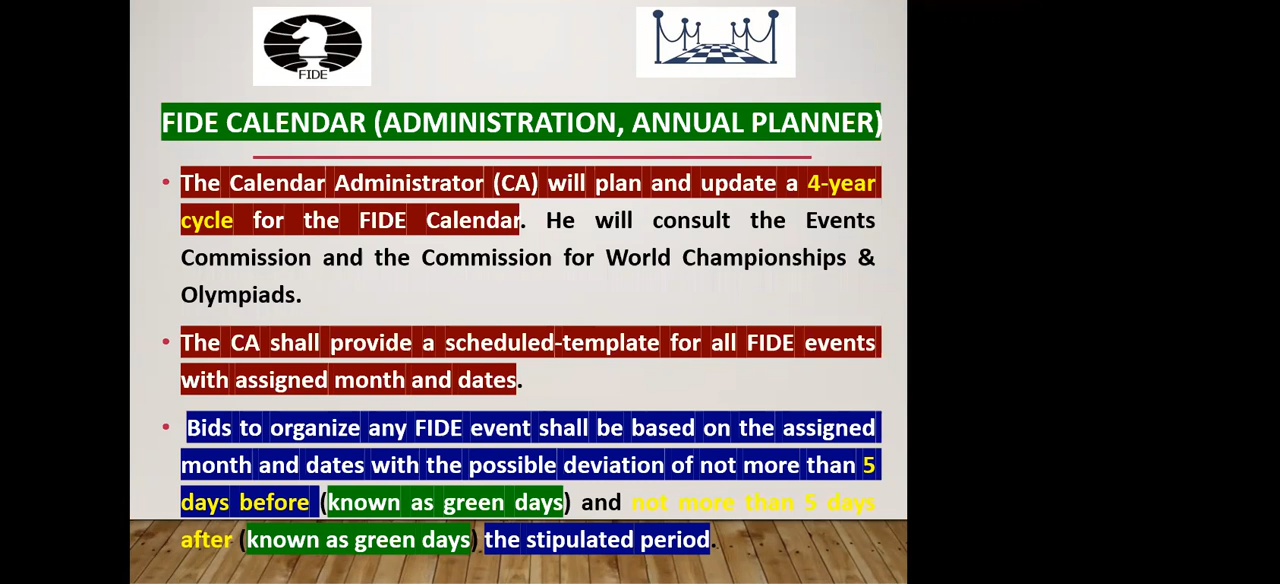 FIDE
FIDE CALENDAR (ADMINISTRATION, ANNUAL PLANNER)
• The Calendar Administrator (CA) will plan and update a 4-year
cycle for the FIDE Calendar. He will consult the Events
Commission and the Commission for World Championships &
Olympiads.
• The CA shall provide a scheduled-template for all FIDE events
with assigned month and dates.
• Bids to organize any FIDE event shall be based on the assigned
month and dates with the possible deviation of not more than 5
days before (known as green days) and not more than 5 days
after (known as green days) the stipulated period.